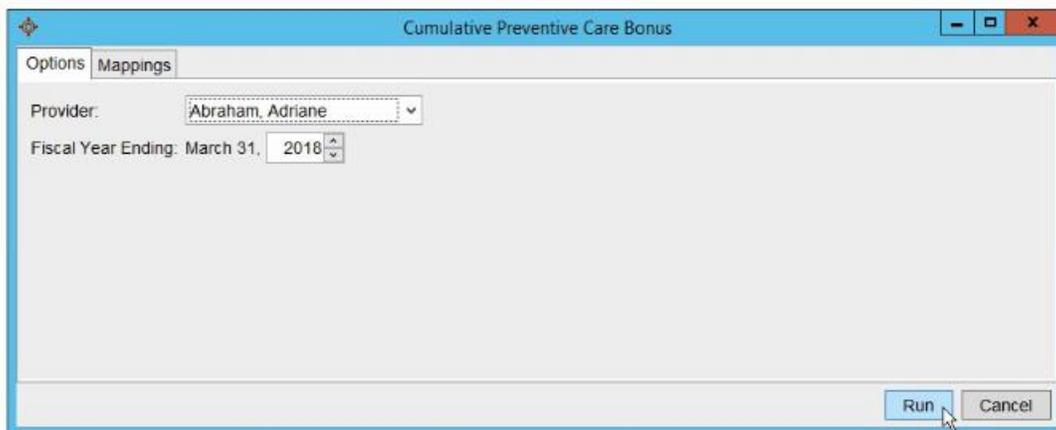 Cumulative Preventive Care Bonus
Options Mappings
Provider: Abraham, Adriane
Fiscal Year Ending: March 31, 2018
Run Cancel